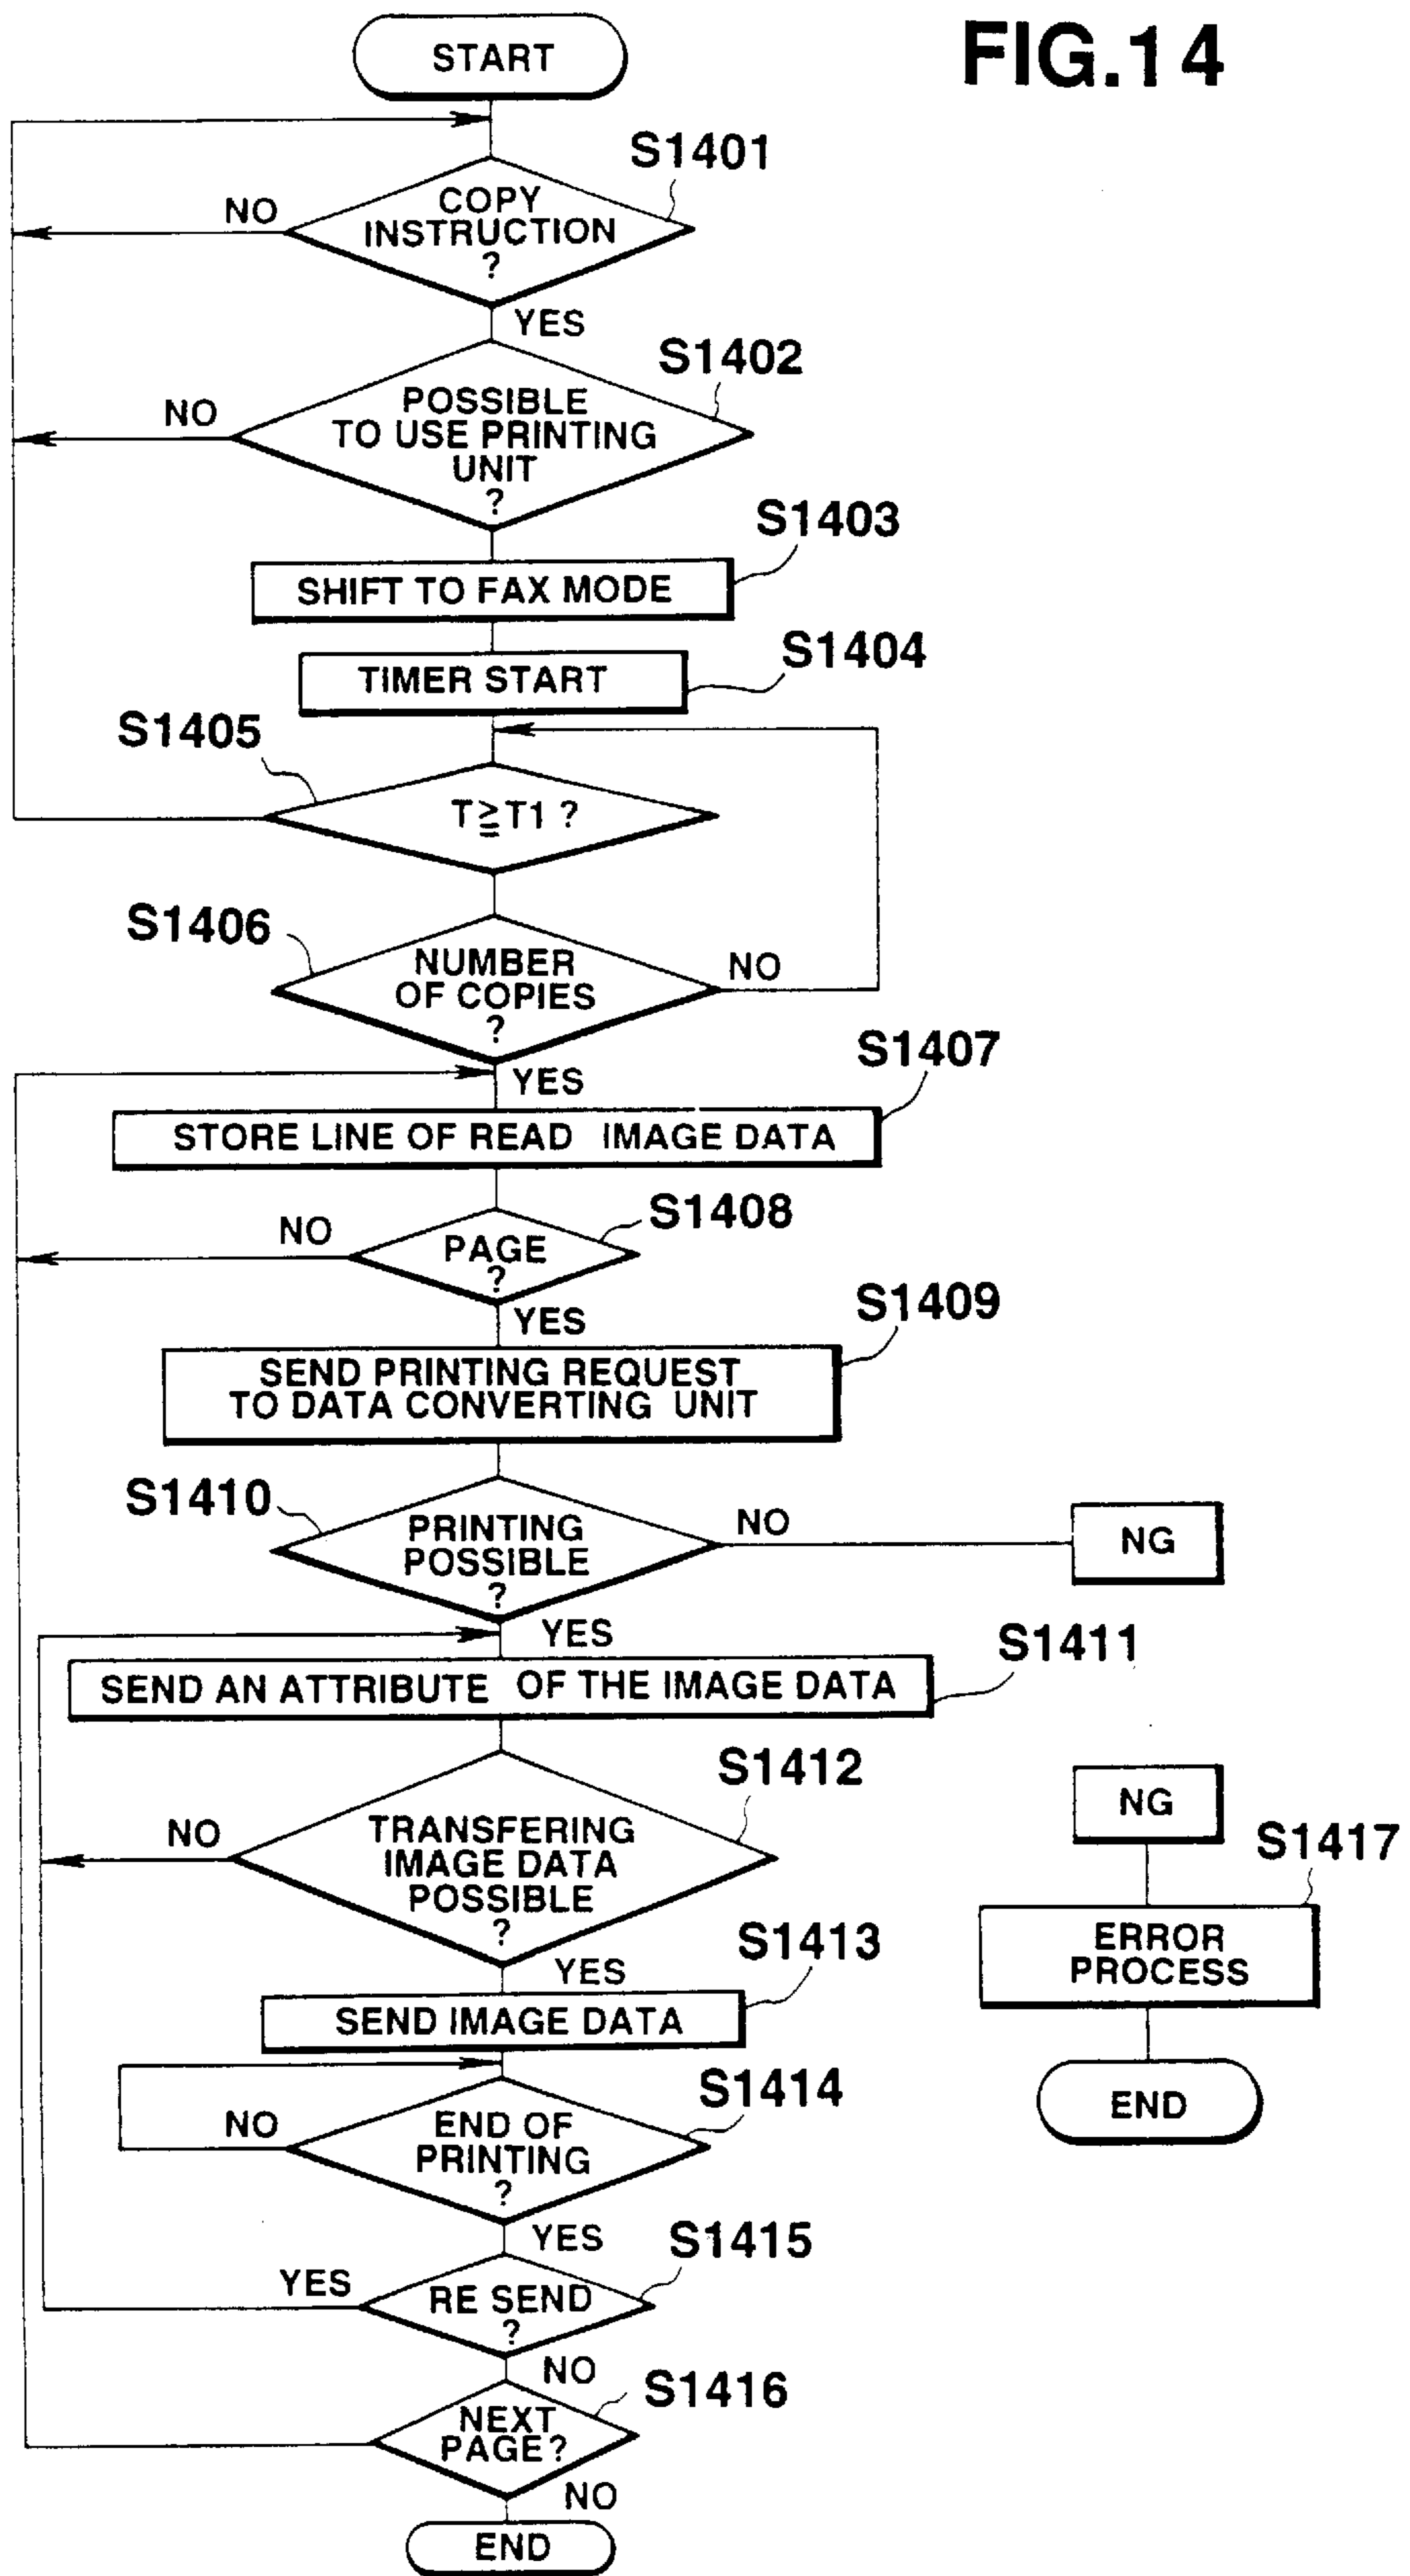 FIG.14
START
S1401
COPY
INSTRUCTION
?
NO
YES
S1402
POSSIBLE
TO USE PRINTING
UNIT
?
NO
S1403
SHIFT TO FAX MODE
S1404
TIMER START
S1405
T≧T1 ?
S1406
NUMBER
OF COPIES
?
NO
YES
S1407
STORE LINE OF READ IMAGE DATA
S1408
NO
PAGE
?
YES
S1409
SEND PRINTING REQUEST
TO DATA CONVERTING UNIT
S1410
PRINTING
POSSIBLE
?
NO
NG
YES
S1411
SEND AN ATTRIBUTE OF THE IMAGE DATA
S1412
NO
TRANSFERING
IMAGE DATA
POSSIBLE
?
YES
S1413
SEND IMAGE DATA
S1414
NO
END OF
PRINTING
?
YES
S1415
YES
RE SEND
?
NO
S1416
NEXT
PAGE?
NO
END
NG
S1417
ERROR
PROCESS
END